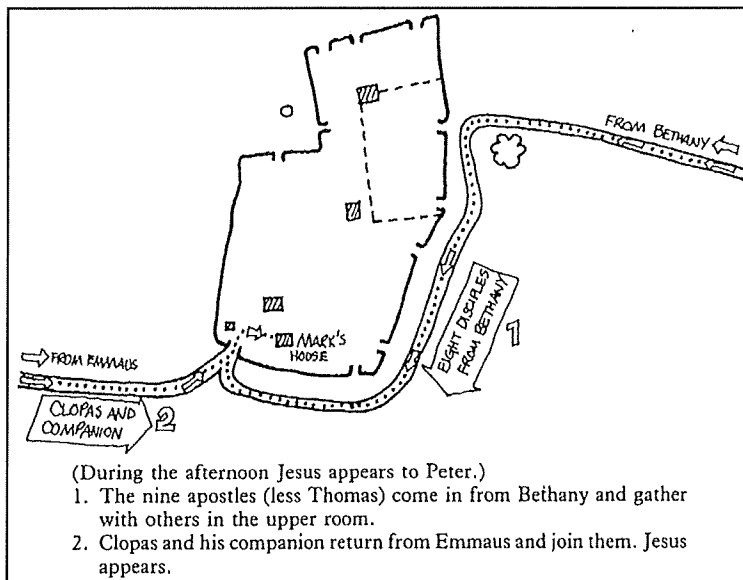 FROM BETHANY
EIGHT DISCIPLES
FROM BETHANY
1
MARK'S
HOUSE
FROM EMMAUS
CLOPAS AND
COMPANION
2
(During the afternoon Jesus appears to Peter.)
1. The nine apostles (less Thomas) come in from Bethany and gather
with others in the upper room.
2. Clopas and his companion return from Emmaus and join them. Jesus
appears.